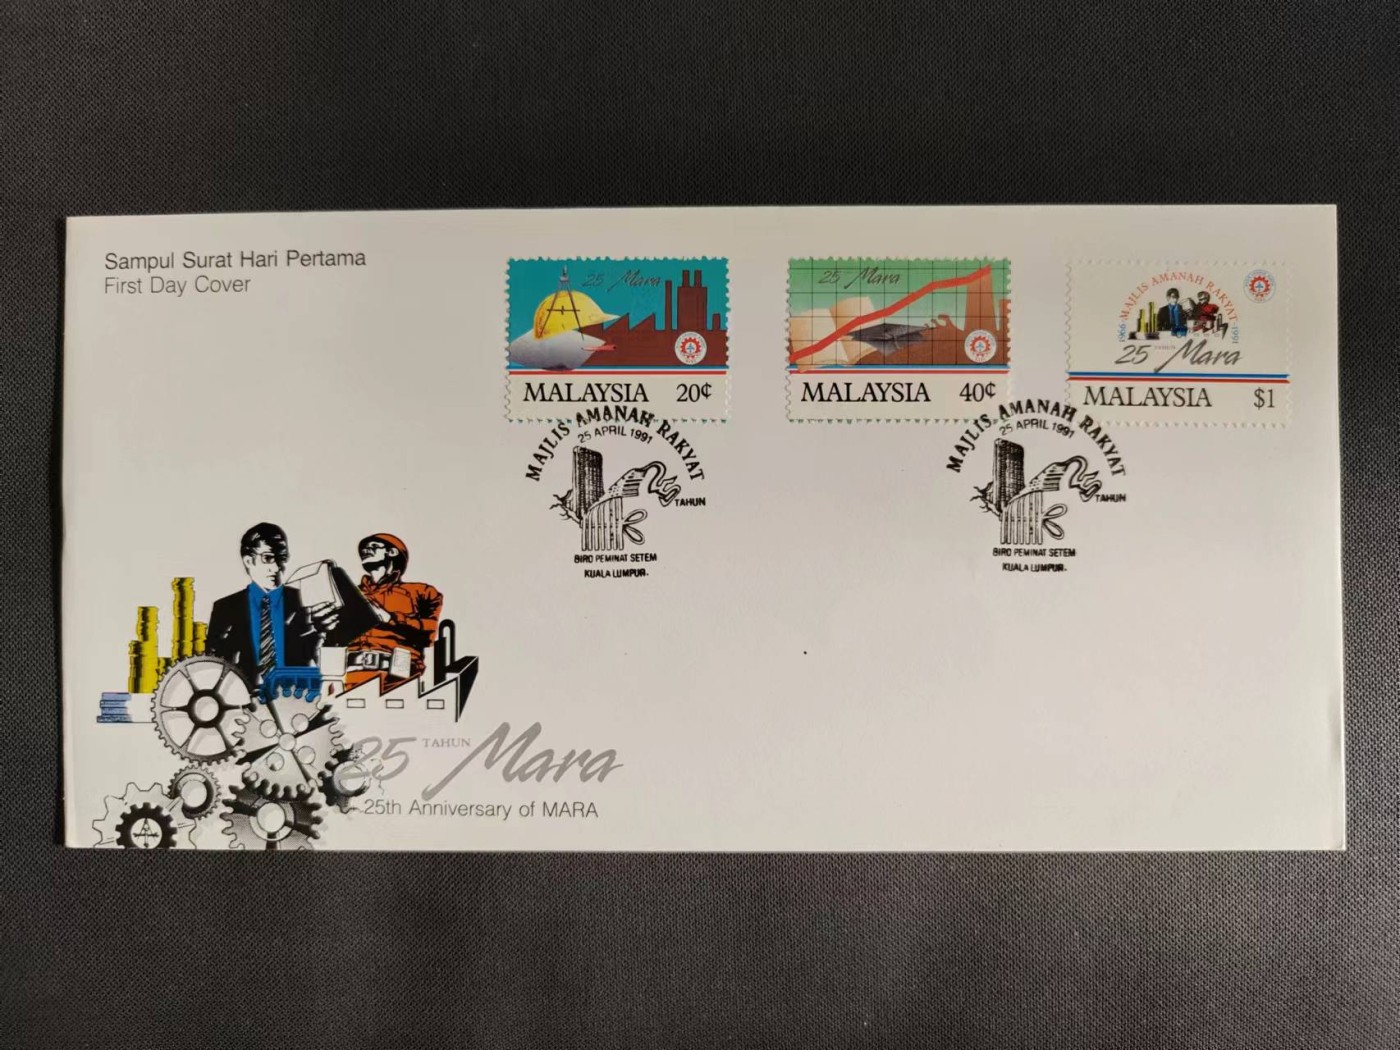 Sampul Surat Hari Pertama
First Day Cover
25 Mara
MALAYSIA 20¢
25 Mara
MALAYSIA 40¢
1966 · MAJLIS AMANAH RAKYAT · 1991
25 TAHUN Mara
MALAYSIA $1
MAJLIS AMANAH RAKYAT
25 APRIL 1991
25 TAHUN
BIRO PEMINAT SETEM
KUALA LUMPUR.
MAJLIS AMANAH RAKYAT
25 APRIL 1991
25 TAHUN
BIRO PEMINAT SETEM
KUALA LUMPUR.
25 TAHUN Mara
25th Anniversary of MARA